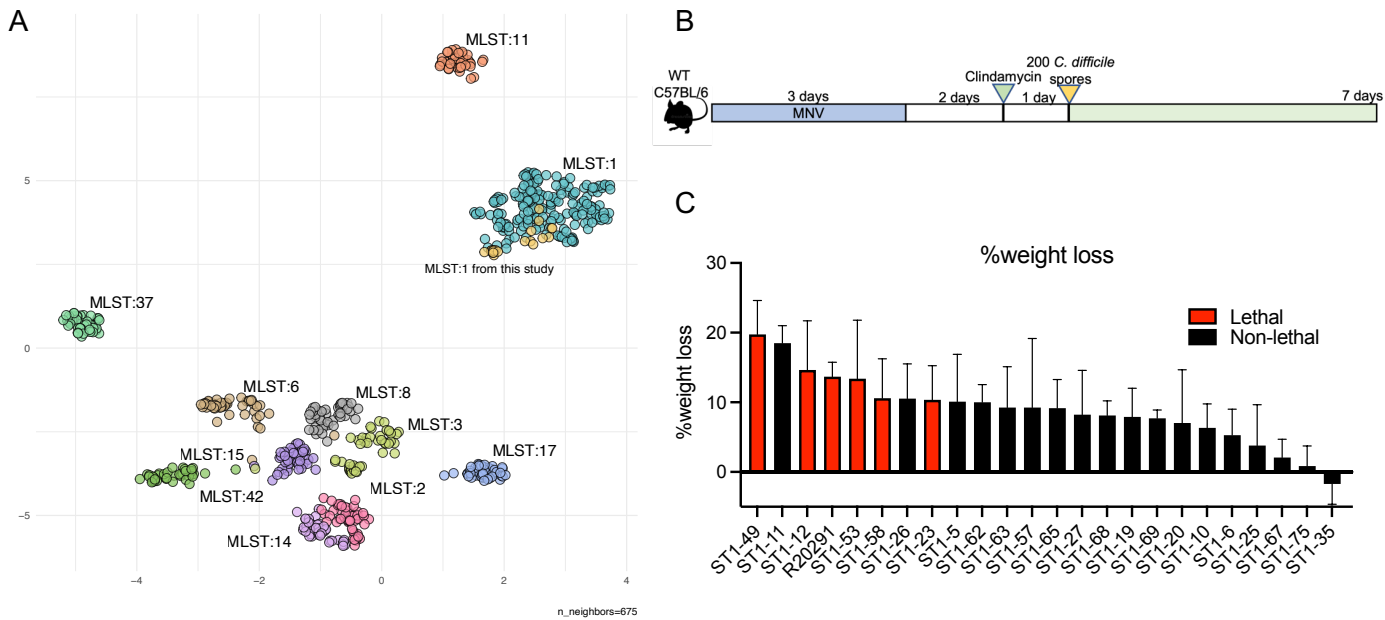 A
MLST:11
MLST:1
MLST:1 from this study
MLST:37
MLST:6
MLST:8
MLST:3
MLST:15
MLST:17
MLST:42
MLST:2
MLST:14
5
0
−5
−4
−2
0
2
4
n_neighbors=675
B
WT
C57BL/6
3 days
MNV
2 days
Clindamycin
1 day
200 C. difficile
spores
7 days
C
%weight loss
%weight loss
30
20
10
0
Lethal
Non-lethal
ST1-49
ST1-11
ST1-12
R20291
ST1-53
ST1-58
ST1-26
ST1-23
ST1-5
ST1-62
ST1-63
ST1-57
ST1-65
ST1-27
ST1-68
ST1-19
ST1-69
ST1-20
ST1-10
ST1-6
ST1-25
ST1-67
ST1-75
ST1-35